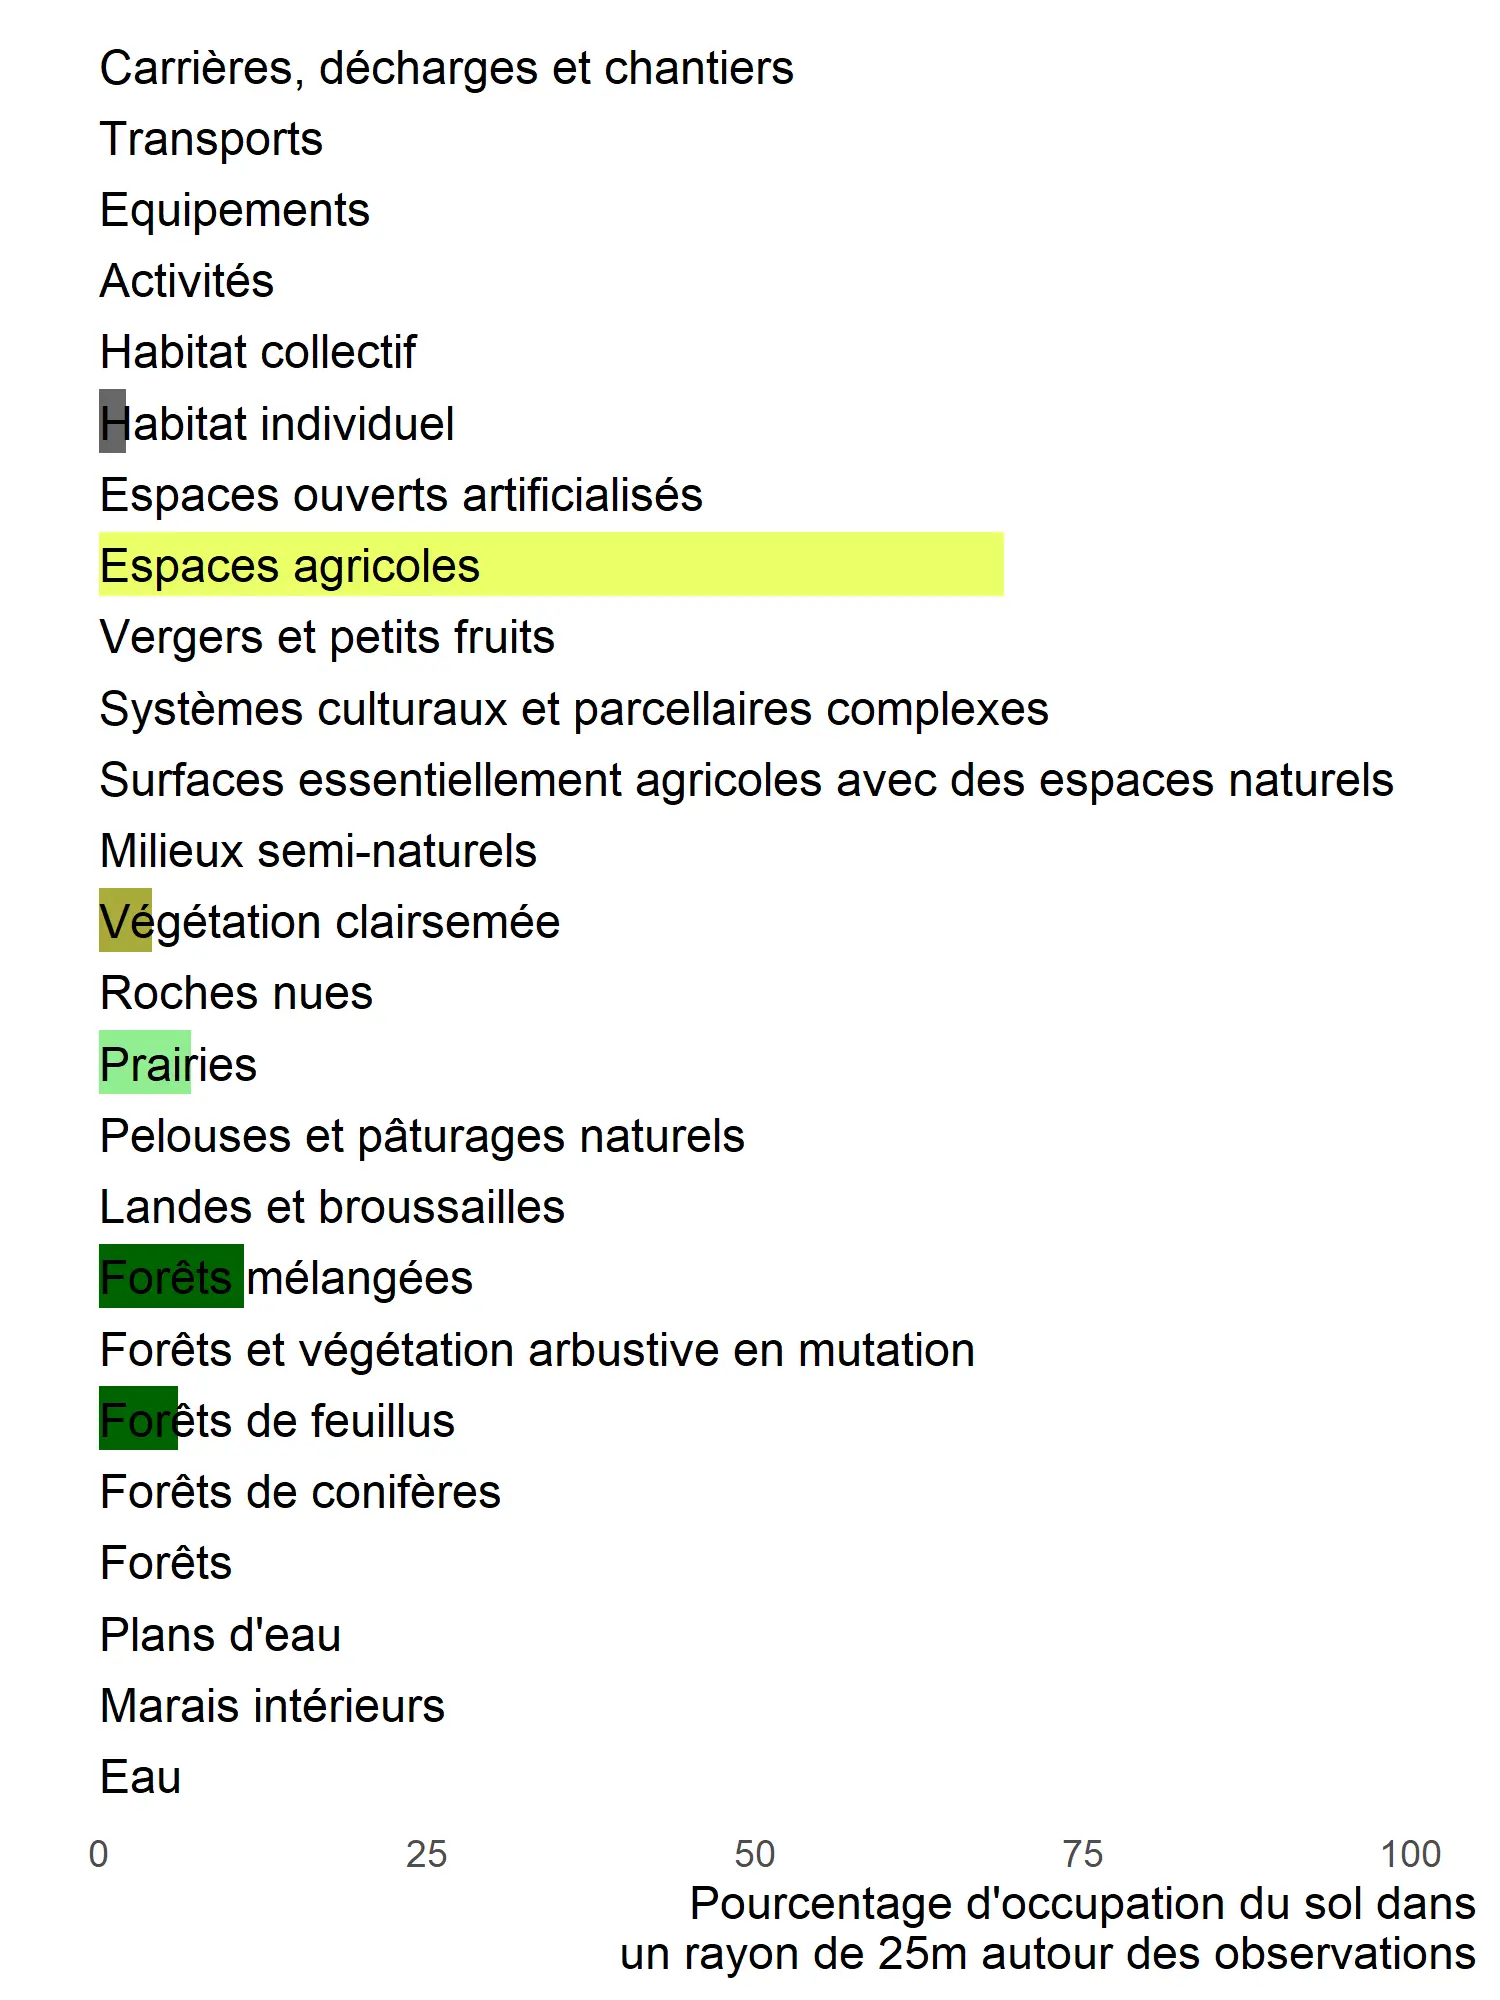 Carrières, décharges et chantiers
Transports
Equipements
Activités
Habitat collectif
Habitat individuel
Espaces ouverts artificialisés
Espaces agricoles
Vergers et petits fruits
Systèmes culturaux et parcellaires complexes
Surfaces essentiellement agricoles avec des espaces naturels
Milieux semi-naturels
Végétation clairsemée
Roches nues
Prairies
Pelouses et pâturages naturels
Landes et broussailles
Forêts mélangées
Forêts et végétation arbustive en mutation
Forêts de feuillus
Forêts de conifères
Forêts
Plans d'eau
Marais intérieurs
Eau
0 25 50 75 100
Pourcentage d'occupation du sol dans
un rayon de 25m autour des observations